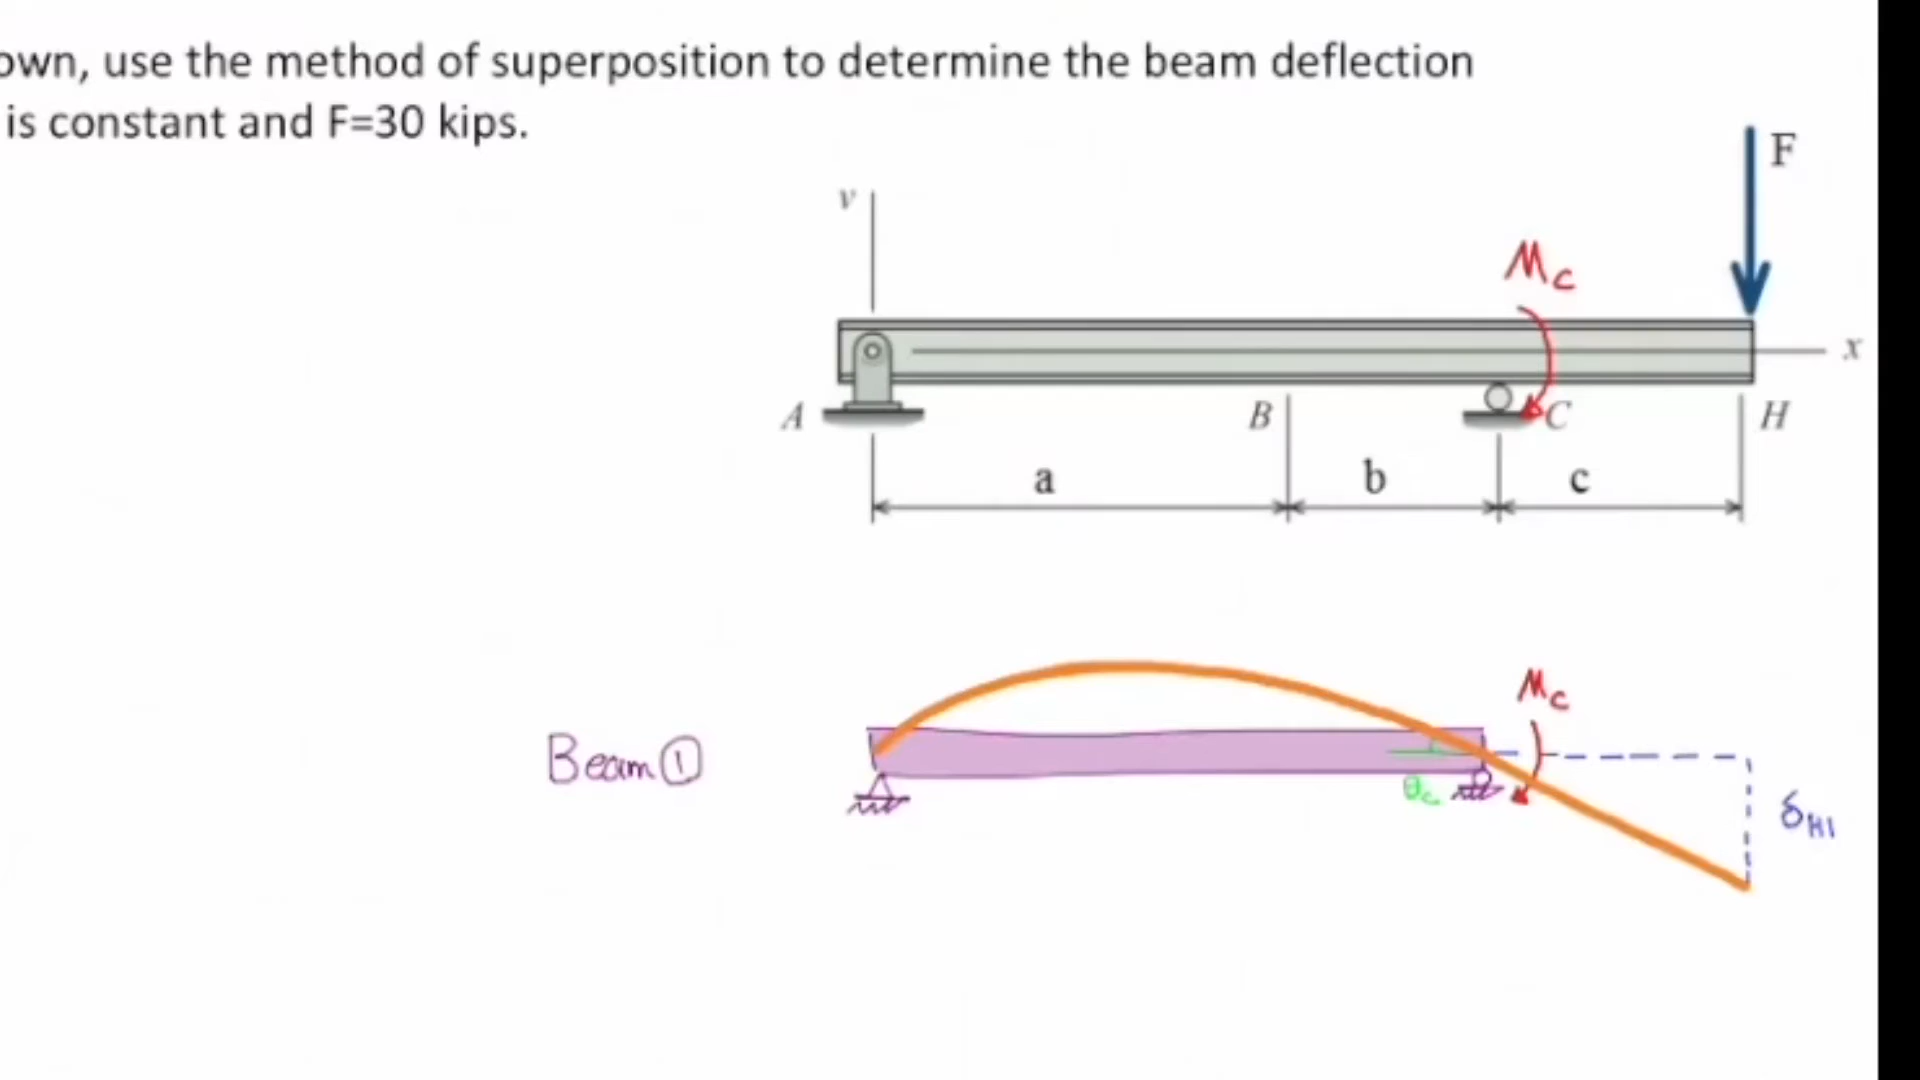 own, use the method of superposition to determine the beam deflection
is constant and F=30 kips.
F
v
Mc
x
A
B
C
H
a
b
c
Mc
Beam ①
θc
δH1